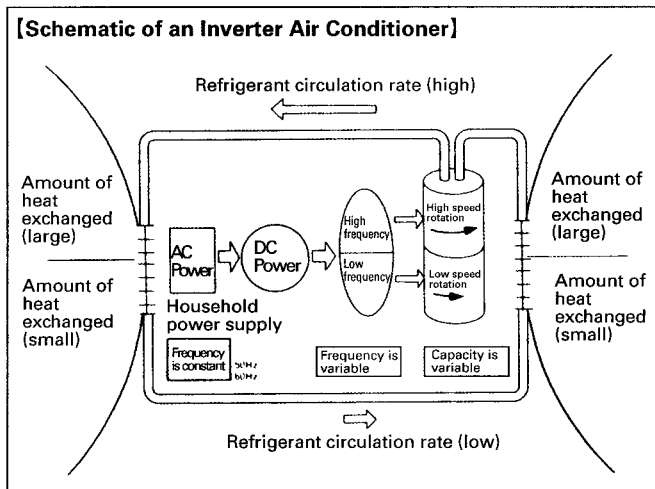 【Schematic of an Inverter Air Conditioner】
Refrigerant circulation rate (high)
Amount of
heat
exchanged
(large)
Amount of
heat
exchanged
(small)
AC
Power
DC
Power
High
frequency
Low
frequency
High speed
rotation
Low speed
rotation
Amount of
heat
exchanged
(large)
Amount of
heat
exchanged
(small)
Household
power supply
Frequency
is constant
50Hz
60Hz
Frequency is
variable
Capacity is
variable
Refrigerant circulation rate (low)